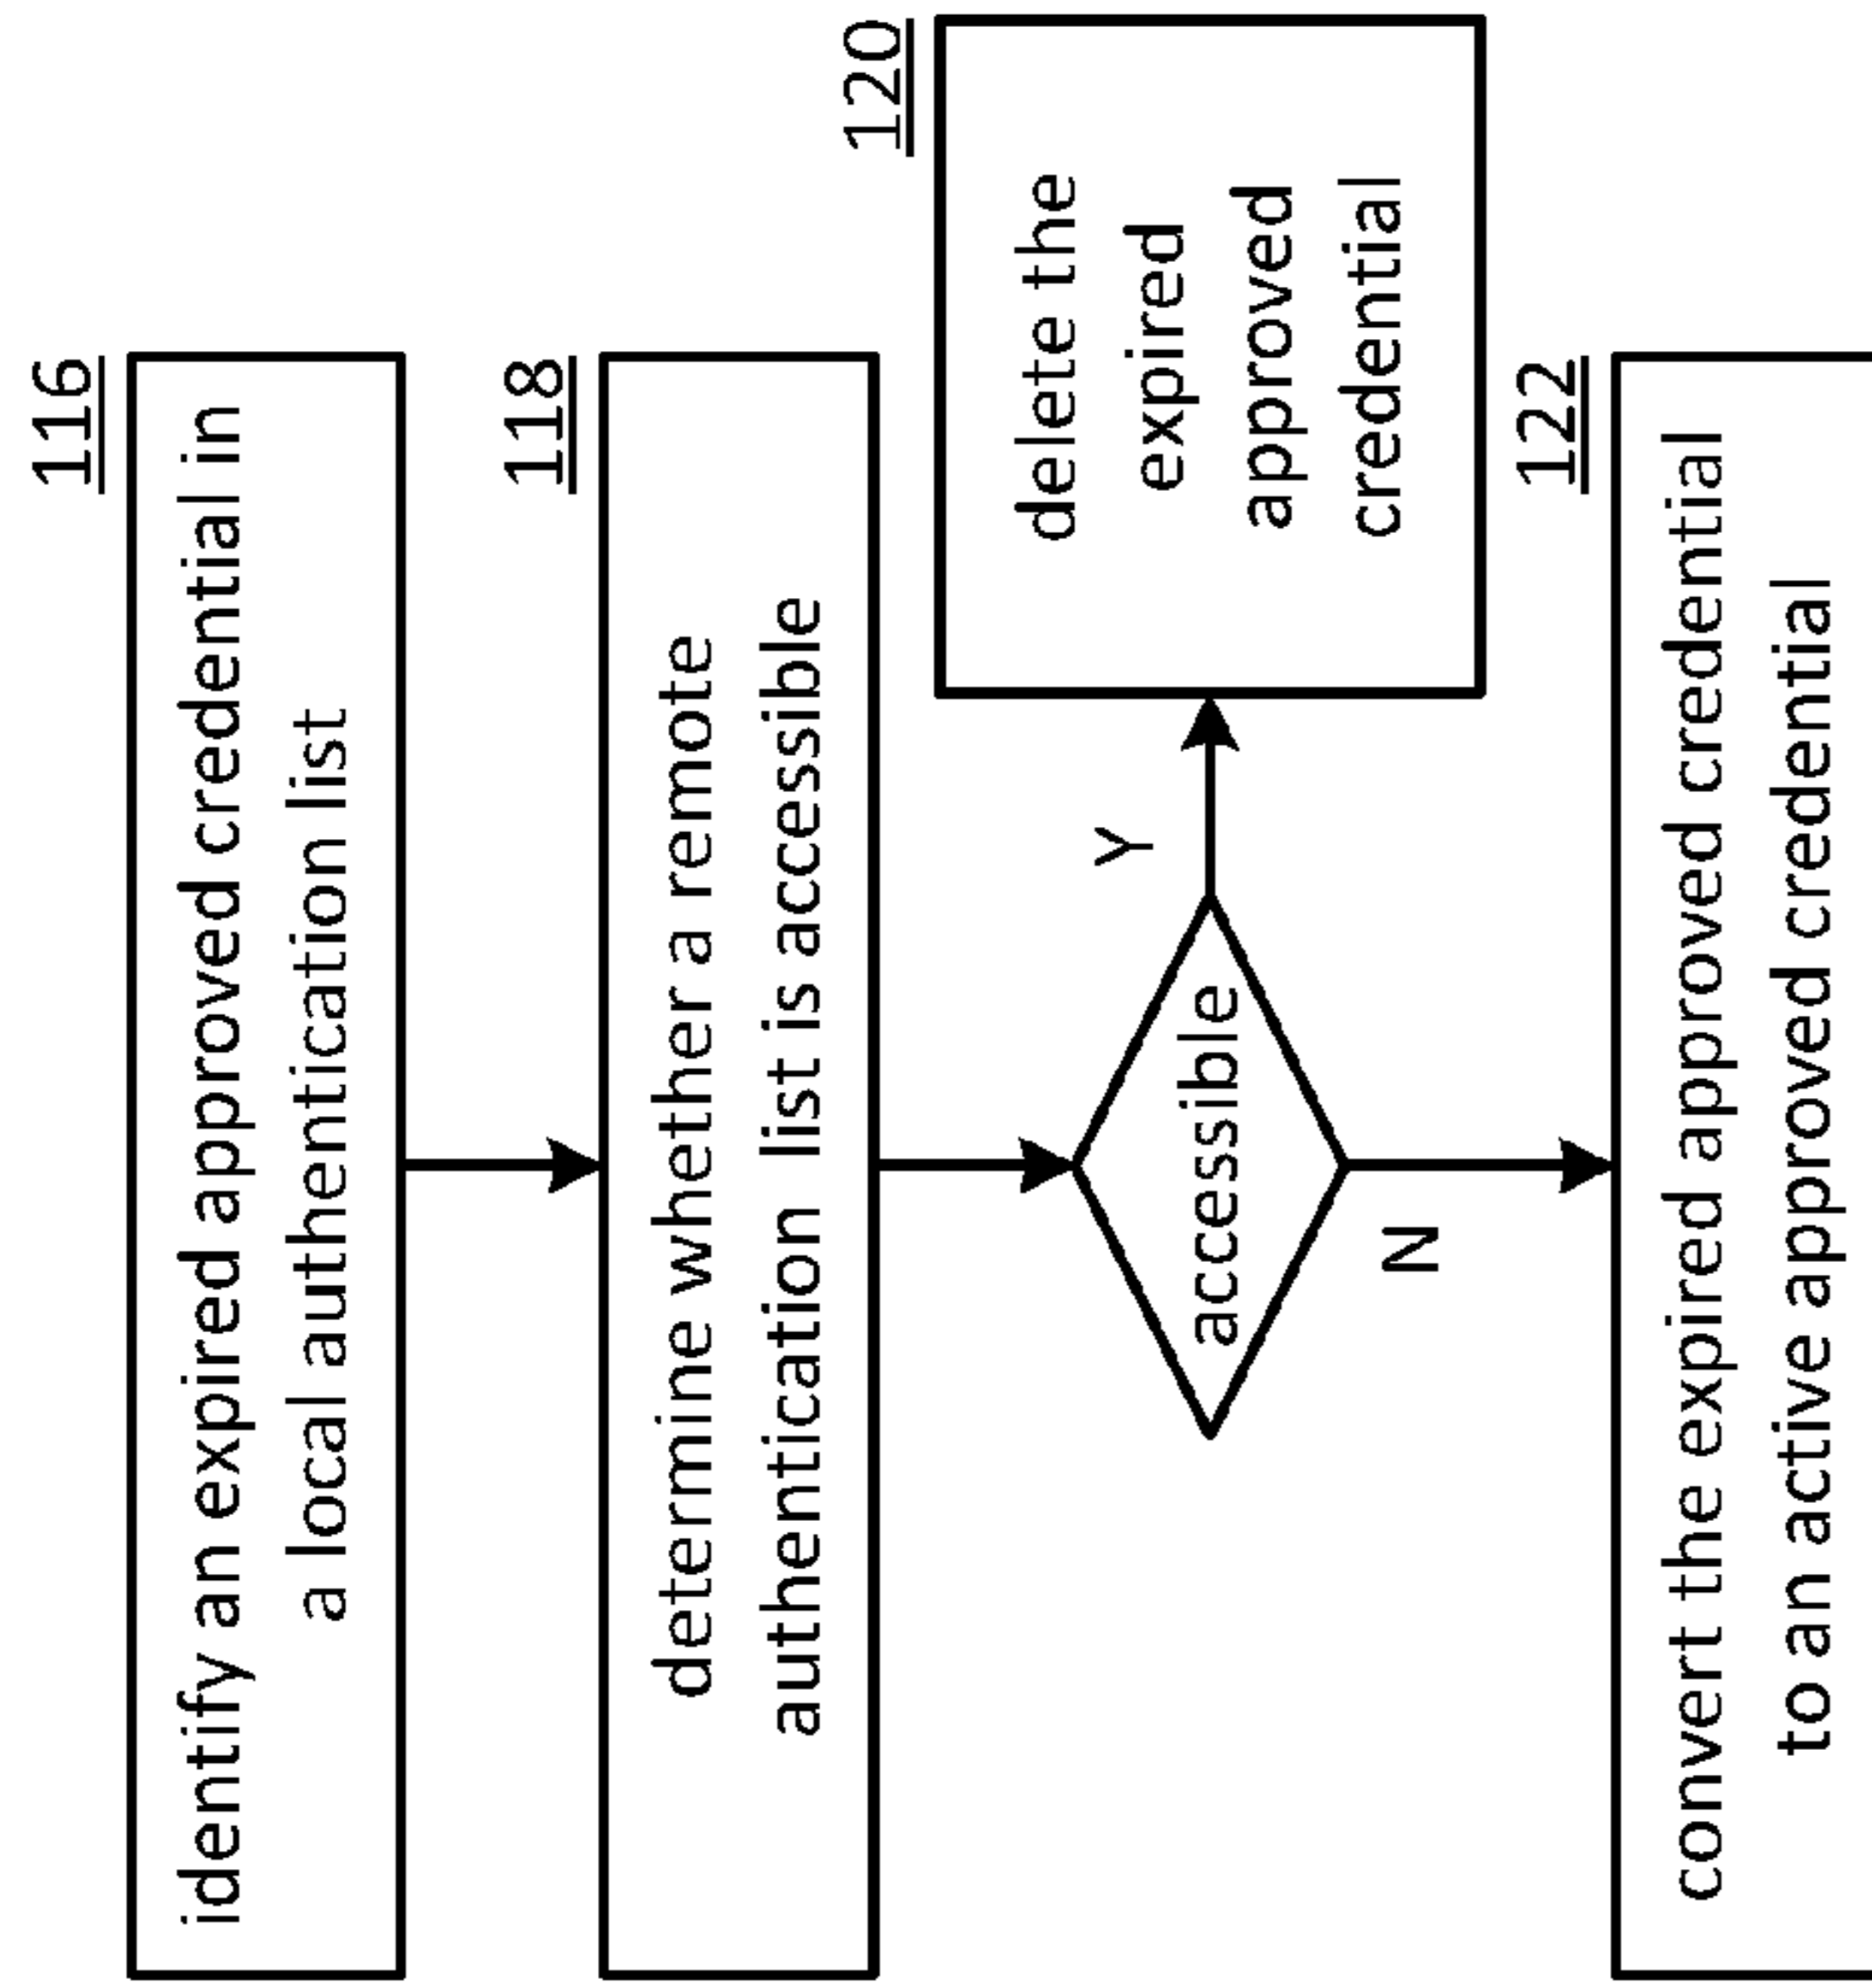 116
identify an expired approved credential in
a local authentication list
118
determine whether a remote
authentication list is accessible
accessible
Y
120
delete the
expired
approved
credential
N
122
convert the expired approved credential
to an active approved credential